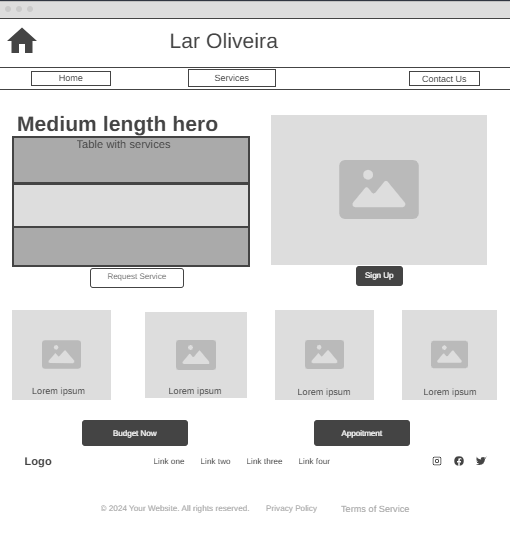 Lar Oliveira
Home Services Contact Us
Medium length hero
Table with services
Request Service
Sign Up
Lorem ipsum Lorem ipsum Lorem ipsum Lorem ipsum
Budget Now Appoitment
Logo Link one Link two Link three Link four
© 2024 Your Website. All rights reserved. Privacy Policy Terms of Service